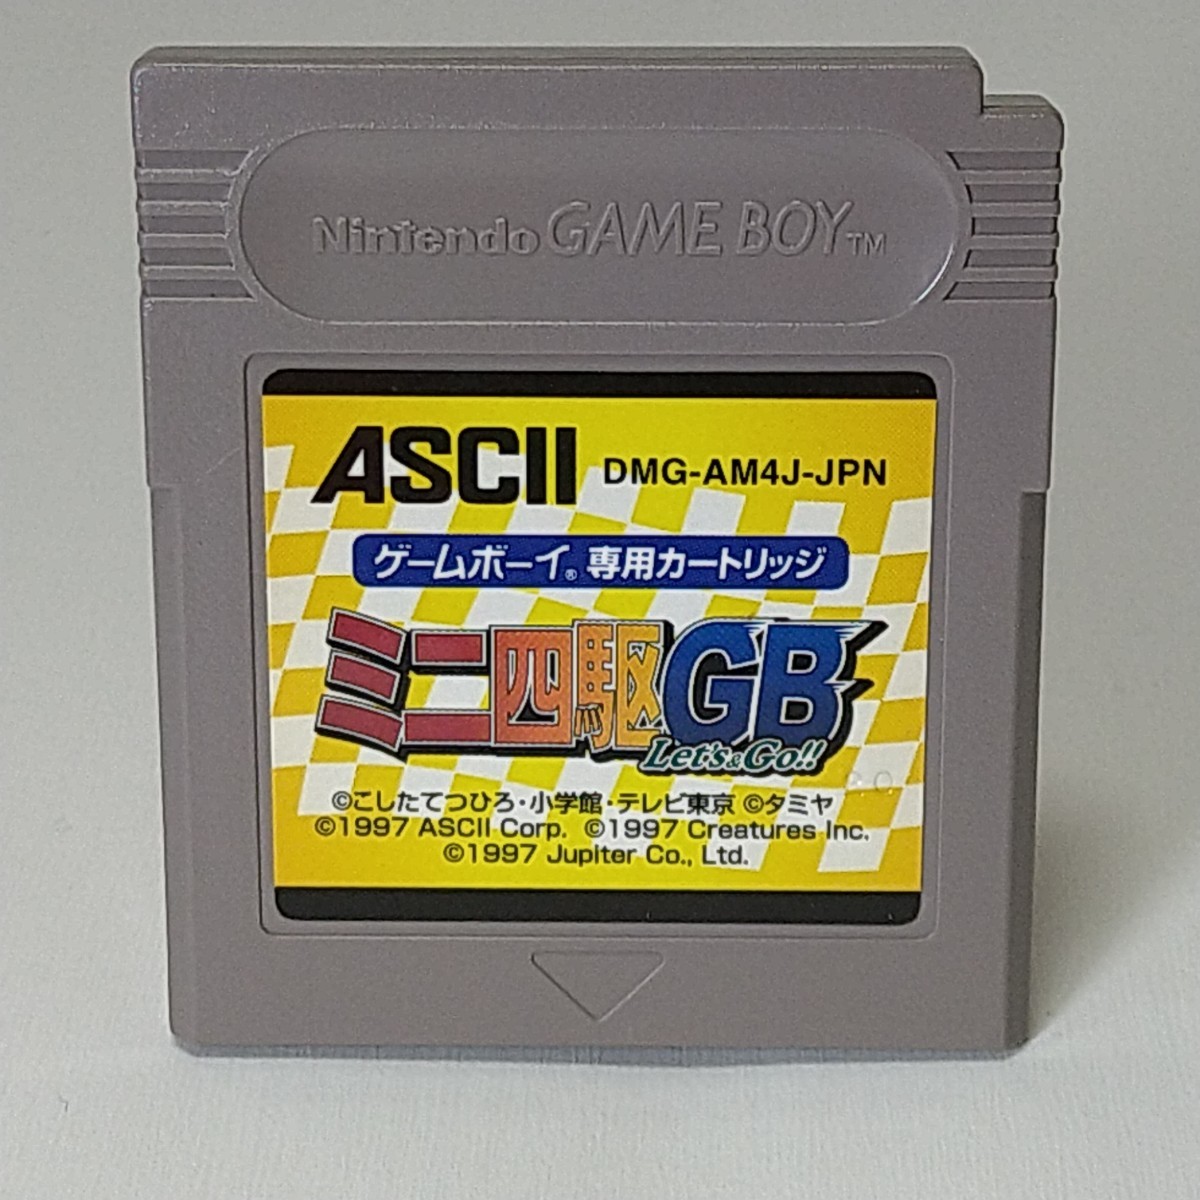 Nintendo GAME BOY TM
ASCII DMG-AM4J-JPN
ゲームボーイ® 専用カートリッジ
ミニ四駆GB
Let's&Go!!
©こしたてつひろ・小学館・テレビ東京 ©タミヤ
©1997 ASCII Corp. ©1997 Creatures Inc.
©1997 Jupiter Co., Ltd.